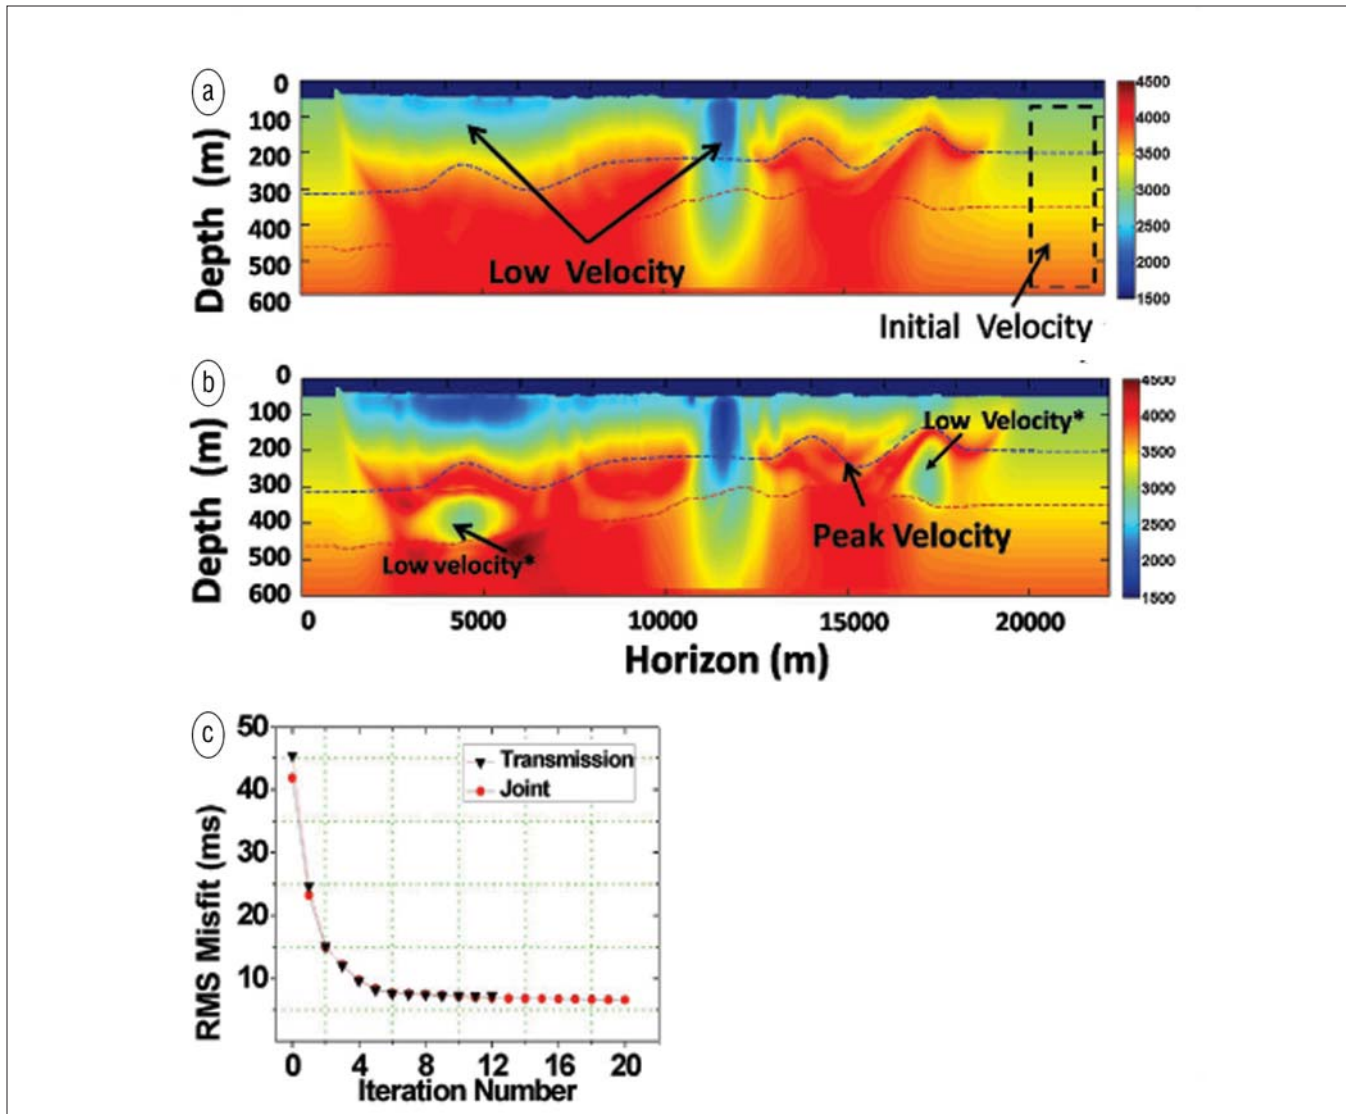 a
0
100
200
300
400
500
600
Depth (m)
Low Velocity
Initial Velocity
4500
4000
3500
3000
2500
2000
1500
b
0
100
200
300
400
500
600
Depth (m)
Low Velocity*
Peak Velocity
Low velocity*
4500
4000
3500
3000
2500
2000
1500
0 5000 10000 15000 20000
Horizon (m)
c
50
40
30
20
10
RMS Misfit (ms)
Transmission
Joint
0 4 8 12 16 20
Iteration Number